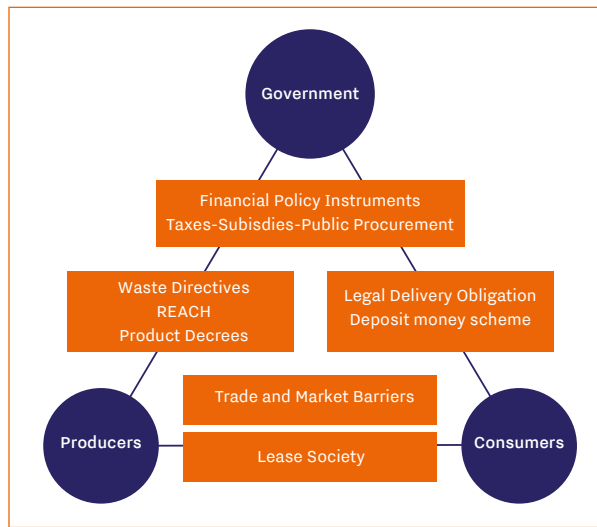 Government
Financial Policy Instruments
Taxes-Subisdies-Public Procurement
Waste Directives
REACH
Product Decrees
Legal Delivery Obligation
Deposit money scheme
Trade and Market Barriers
Producers
Consumers
Lease Society